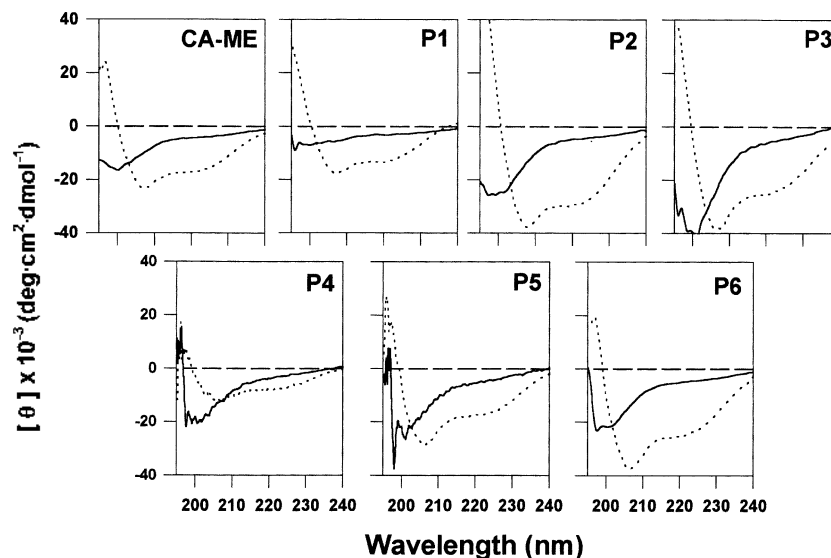 CA-ME P1 P2 P3
40
20
0
-20
-40
P4 P5 P6
40
20
0
-20
-40
[ θ ] x 10⁻³ (deg·cm²·dmol⁻¹)
200 210 220 230 240 200 210 220 230 240 200 210 220 230 240
Wavelength (nm)